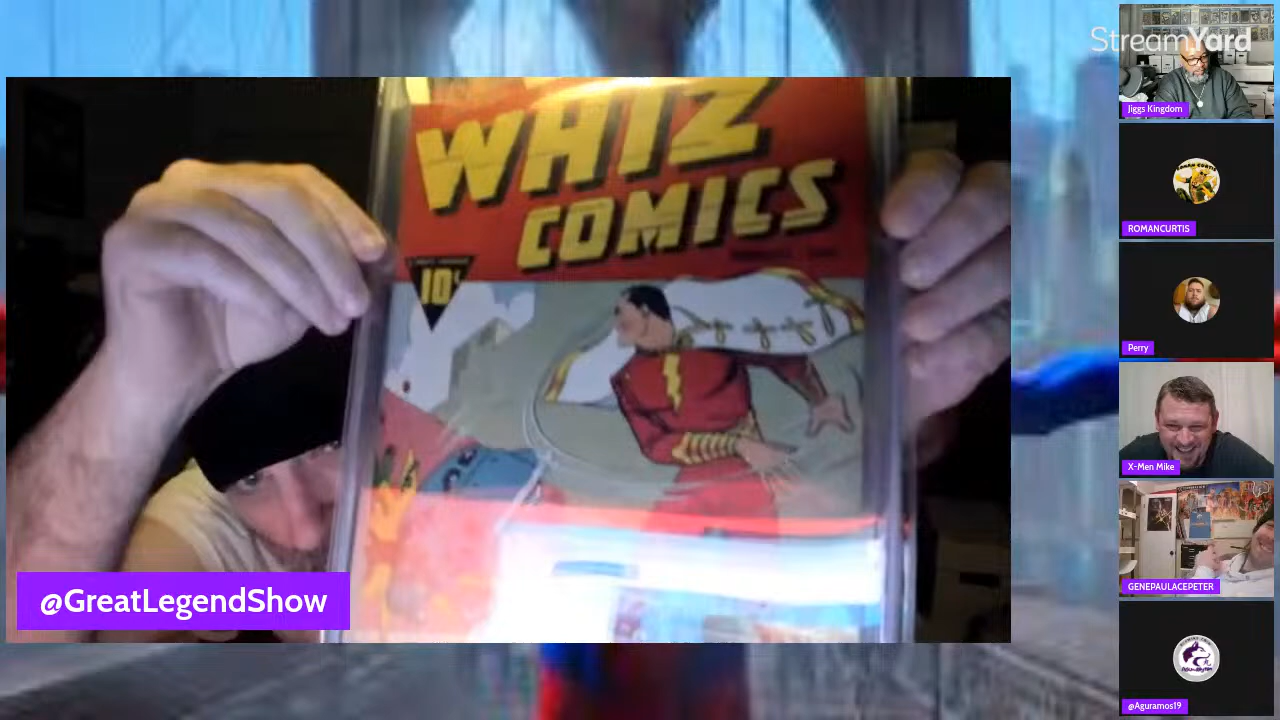 StreamYard
WHIZ
COMICS
10¢
@GreatLegendShow
Jiggs Kingdom
ROMANCURTIS
Perry
X-Men Mike
GENEPAULACEPETER
@Aguramos19